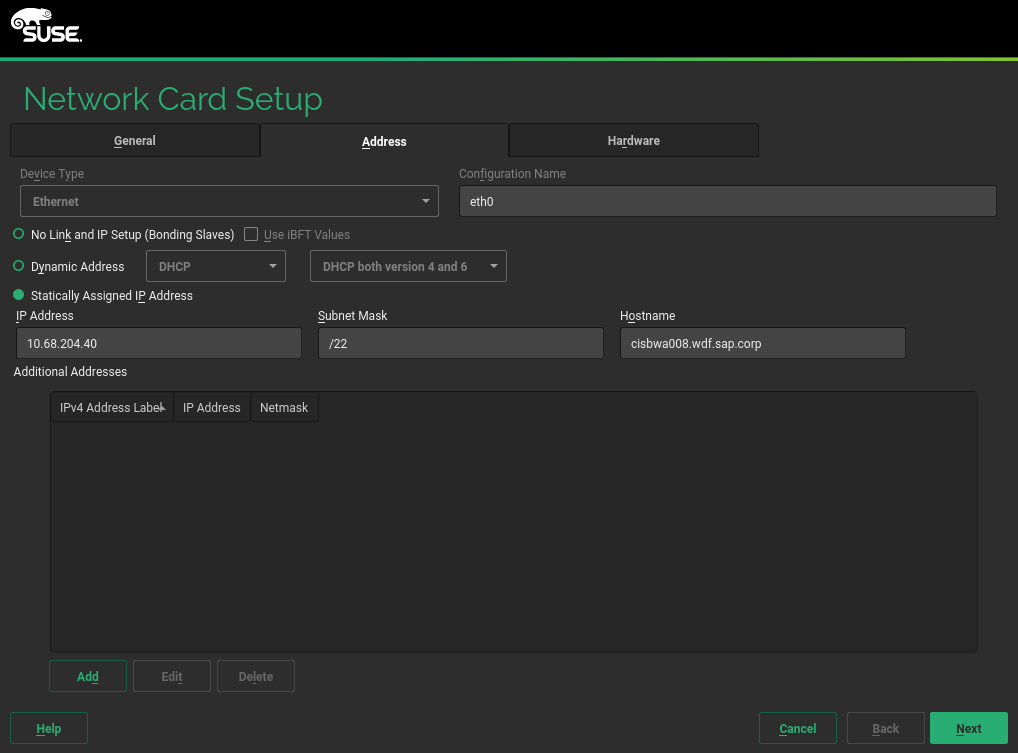 SUSE.
Network Card Setup
General Address Hardware
Device Type Configuration Name
Ethernet eth0
No Link and IP Setup (Bonding Slaves) Use iBFT Values
Dynamic Address DHCP DHCP both version 4 and 6
Statically Assigned IP Address
IP Address Subnet Mask Hostname
10.68.204.40 /22 cisbwa008.wdf.sap.corp
Additional Addresses
IPv4 Address Label IP Address Netmask
Add Edit Delete
Help Cancel Back Next